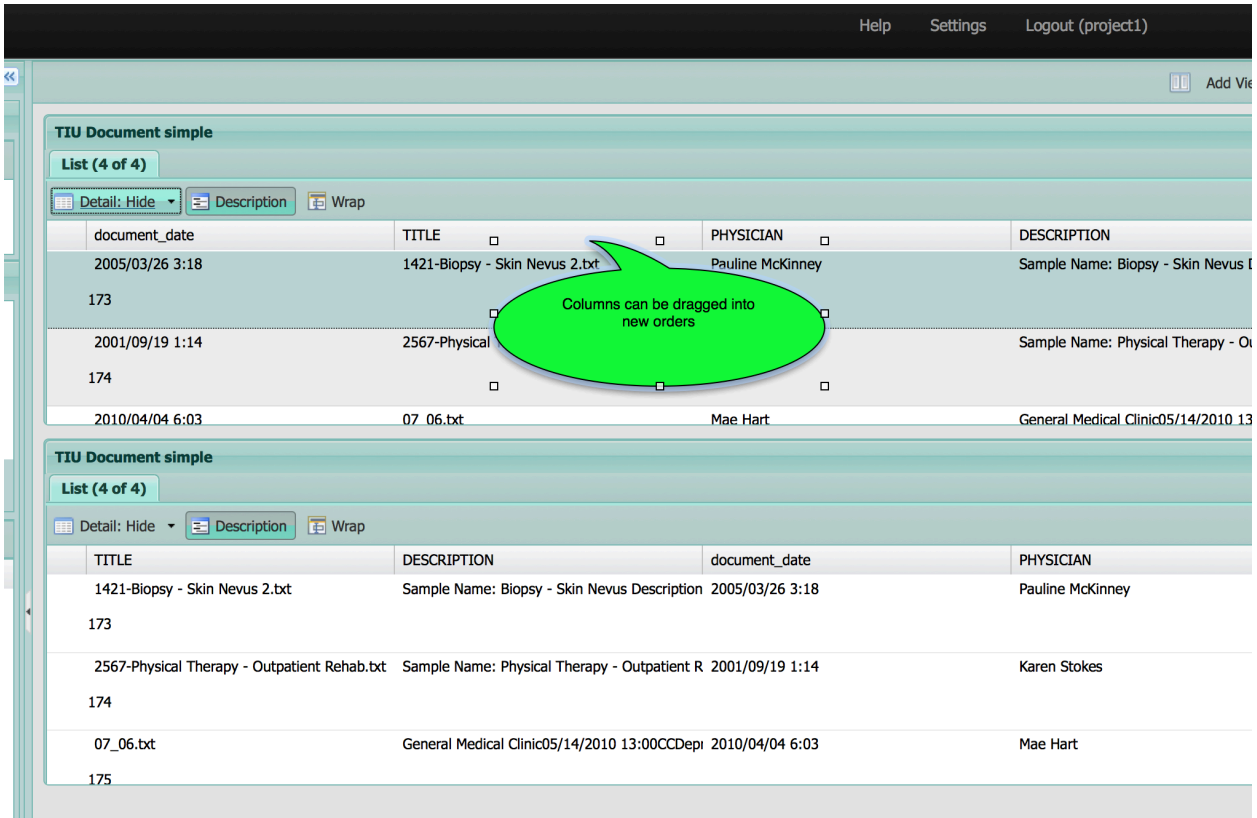 Help Settings Logout (project1)
Add Vie
TIU Document simple
List (4 of 4)
Detail: Hide Description Wrap
document_date TITLE PHYSICIAN DESCRIPTION
2005/03/26 3:18 1421-Biopsy - Skin Nevus 2.txt Pauline McKinney Sample Name: Biopsy - Skin Nevus D
173
Columns can be dragged into
new orders
2001/09/19 1:14 2567-Physical Sample Name: Physical Therapy - Ou
174
2010/04/04 6:03 07_06.txt Mae Hart General Medical Clinic05/14/2010 13
TIU Document simple
List (4 of 4)
Detail: Hide Description Wrap
TITLE DESCRIPTION document_date PHYSICIAN
1421-Biopsy - Skin Nevus 2.txt Sample Name: Biopsy - Skin Nevus Description 2005/03/26 3:18 Pauline McKinney
173
2567-Physical Therapy - Outpatient Rehab.txt Sample Name: Physical Therapy - Outpatient R 2001/09/19 1:14 Karen Stokes
174
07_06.txt General Medical Clinic05/14/2010 13:00CCDepr 2010/04/04 6:03 Mae Hart
175